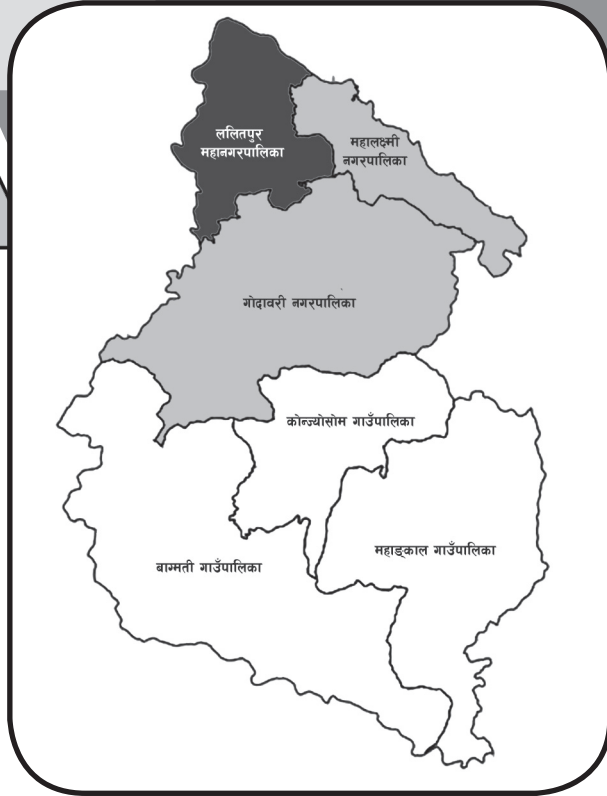 ललितपुर
महानगरपालिका
महालक्ष्मी
नगरपालिका
गोदावरी नगरपालिका
कोन्ज्योसोम गाउँपालिका
महाङ्काल गाउँपालिका
बाग्मती गाउँपालिका